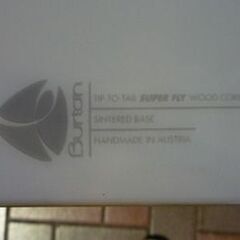 Burton
TIP-TO-TAIL SUPER FLY WOOD CORE
SINTERED BASE
HANDMADE IN AUSTRIA